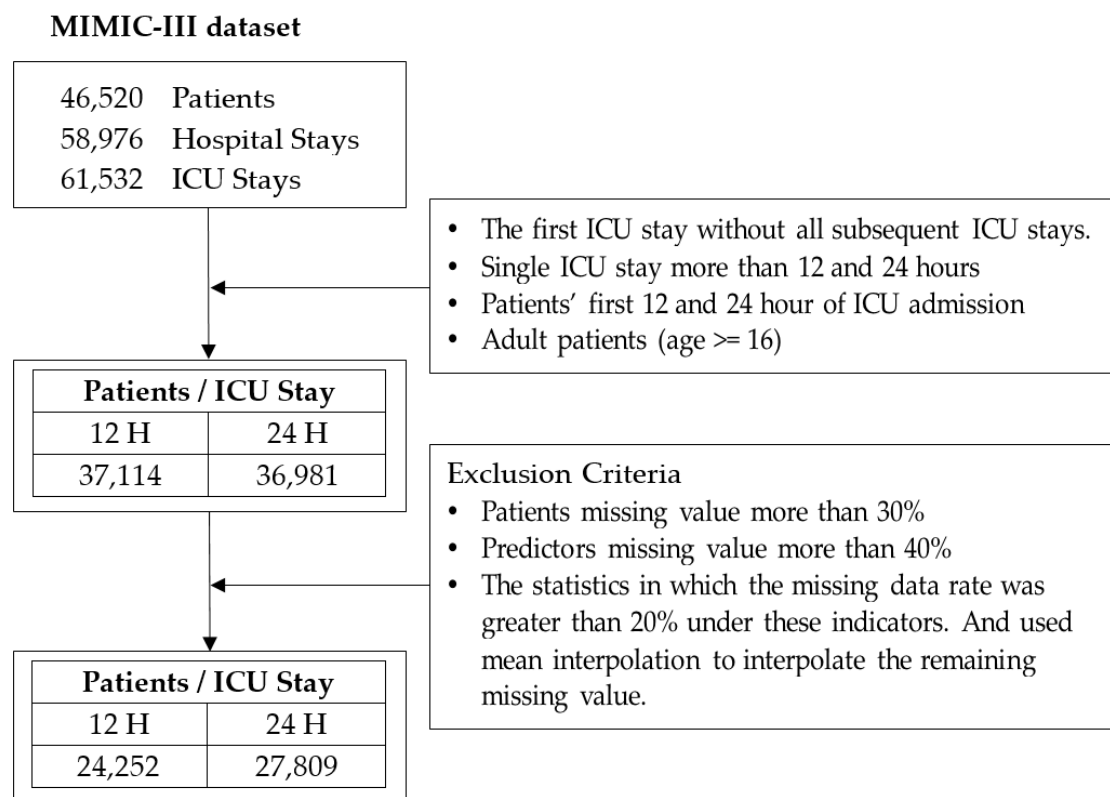 MIMIC-III dataset
46,520 Patients
58,976 Hospital Stays
61,532 ICU Stays
• The first ICU stay without all subsequent ICU stays.
• Single ICU stay more than 12 and 24 hours
• Patients’ first 12 and 24 hour of ICU admission
• Adult patients (age >= 16)
Patients / ICU Stay
12 H 24 H
37,114 36,981
Exclusion Criteria
• Patients missing value more than 30%
• Predictors missing value more than 40%
• The statistics in which the missing data rate was
greater than 20% under these indicators. And used
mean interpolation to interpolate the remaining
missing value.
Patients / ICU Stay
12 H 24 H
24,252 27,809